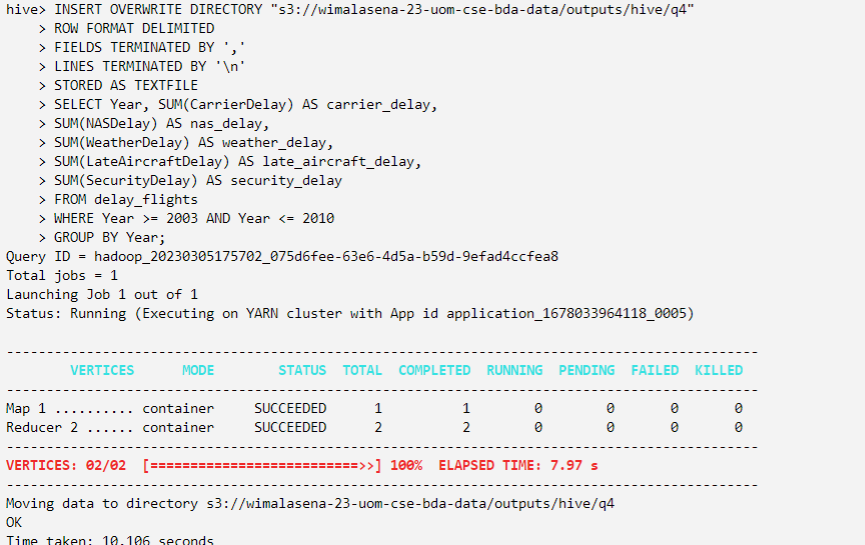 hive> INSERT OVERWRITE DIRECTORY "s3://wimalasena-23-uom-cse-bda-data/outputs/hive/q4"
    > ROW FORMAT DELIMITED
    > FIELDS TERMINATED BY ','
    > LINES TERMINATED BY '\n'
    > STORED AS TEXTFILE
    > SELECT Year, SUM(CarrierDelay) AS carrier_delay,
    > SUM(NASDelay) AS nas_delay,
    > SUM(WeatherDelay) AS weather_delay,
    > SUM(LateAircraftDelay) AS late_aircraft_delay,
    > SUM(SecurityDelay) AS security_delay
    > FROM delay_flights
    > WHERE Year >= 2003 AND Year <= 2010
    > GROUP BY Year;
Query ID = hadoop_20230305175702_075d6fee-63e6-4d5a-b59d-9efad4ccfea8
Total jobs = 1
Launching Job 1 out of 1
Status: Running (Executing on YARN cluster with App id application_1678033964118_0005)
----------------------------------------------------------------------------------------------
        VERTICES      MODE        STATUS  TOTAL  COMPLETED  RUNNING  PENDING  FAILED  KILLED
----------------------------------------------------------------------------------------------
Map 1 .......... container     SUCCEEDED      1          1        0        0       0       0
Reducer 2 ...... container     SUCCEEDED      2          2        0        0       0       0
----------------------------------------------------------------------------------------------
VERTICES: 02/02  [==========================>>] 100%  ELAPSED TIME: 7.97 s
----------------------------------------------------------------------------------------------
Moving data to directory s3://wimalasena-23-uom-cse-bda-data/outputs/hive/q4
OK
Time taken: 10.106 seconds